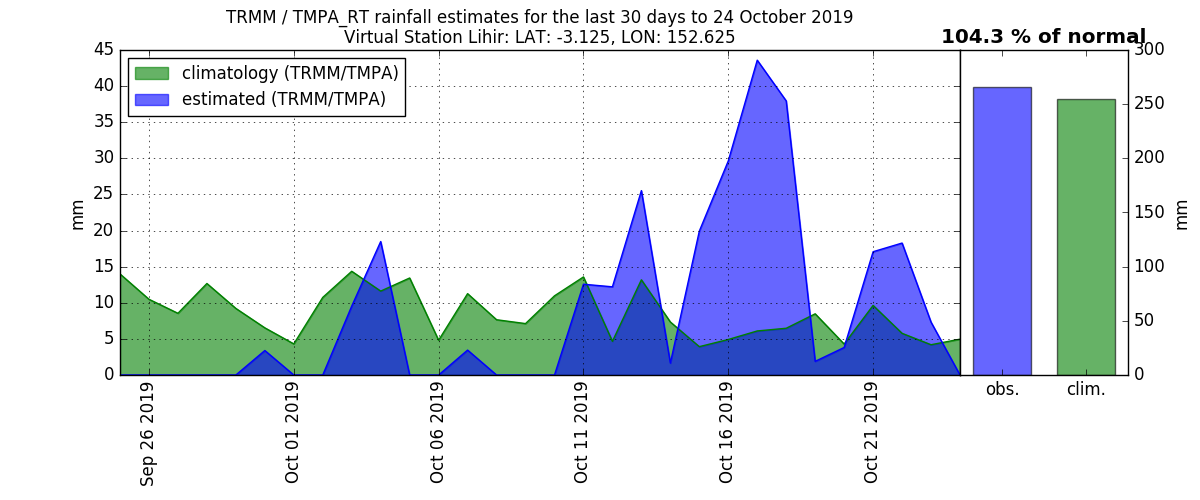 TRMM / TMPA_RT rainfall estimates for the last 30 days to 24 October 2019
Virtual Station Lihir: LAT: -3.125, LON: 152.625
104.3 % of normal
climatology (TRMM/TMPA)
estimated (TRMM/TMPA)
mm
45
40
35
30
25
20
15
10
5
0
Sep 26 2019
Oct 01 2019
Oct 06 2019
Oct 11 2019
Oct 16 2019
Oct 21 2019
obs.
clim.
300
250
200
150
100
50
0
mm